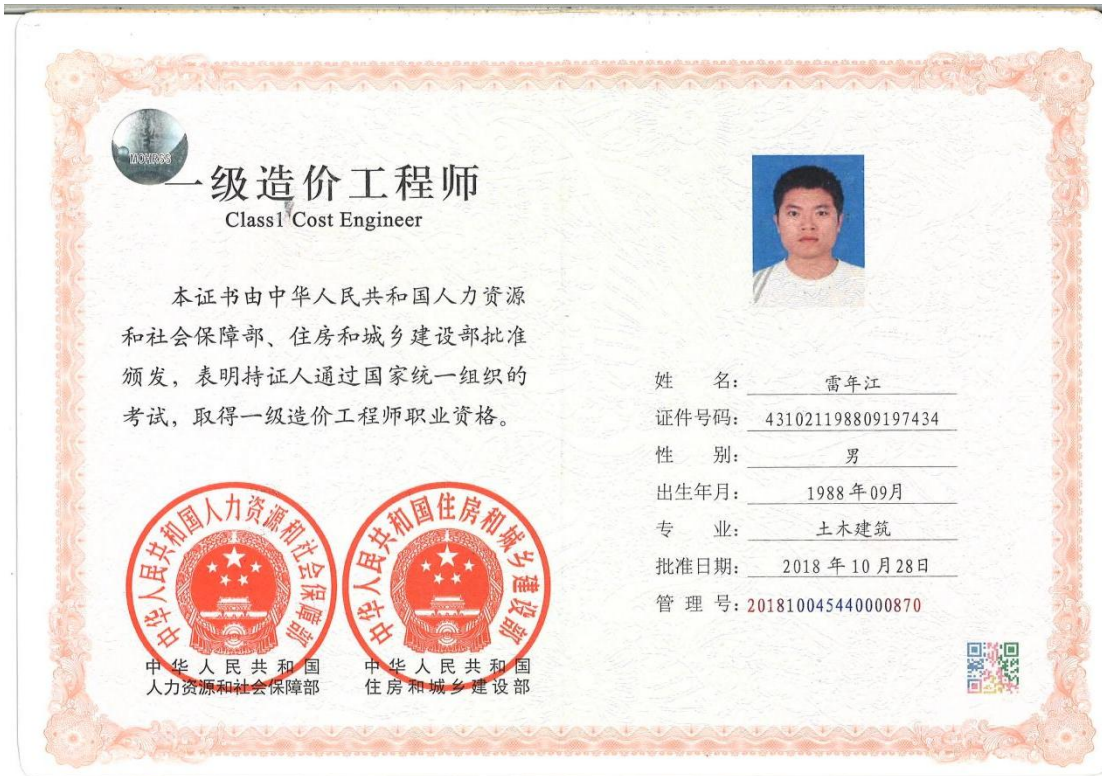 MOHRSS
一级造价工程师
Class1 Cost Engineer
本证书由中华人民共和国人力资源
和社会保障部、住房和城乡建设部批准
颁发，表明持证人通过国家统一组织的
考试，取得一级造价工程师职业资格。
中华人民共和国人力资源和社会保障部
中华人民共和国住房和城乡建设部
中华人民共和国
人力资源和社会保障部
中华人民共和国
住房和城乡建设部
姓 名： 雷年江
证件号码： 431021198809197434
性 别： 男
出生年月： 1988年09月
专 业： 土木建筑
批准日期： 2018年10月28日
管 理 号：201810045440000870